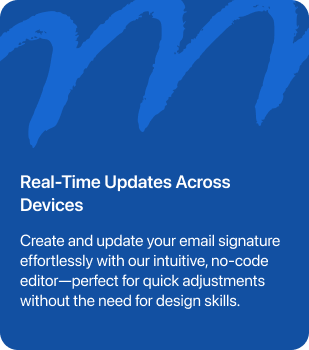 Real-Time Updates Across
Devices
Create and update your email signature
effortlessly with our intuitive, no-code
editor—perfect for quick adjustments
without the need for design skills.